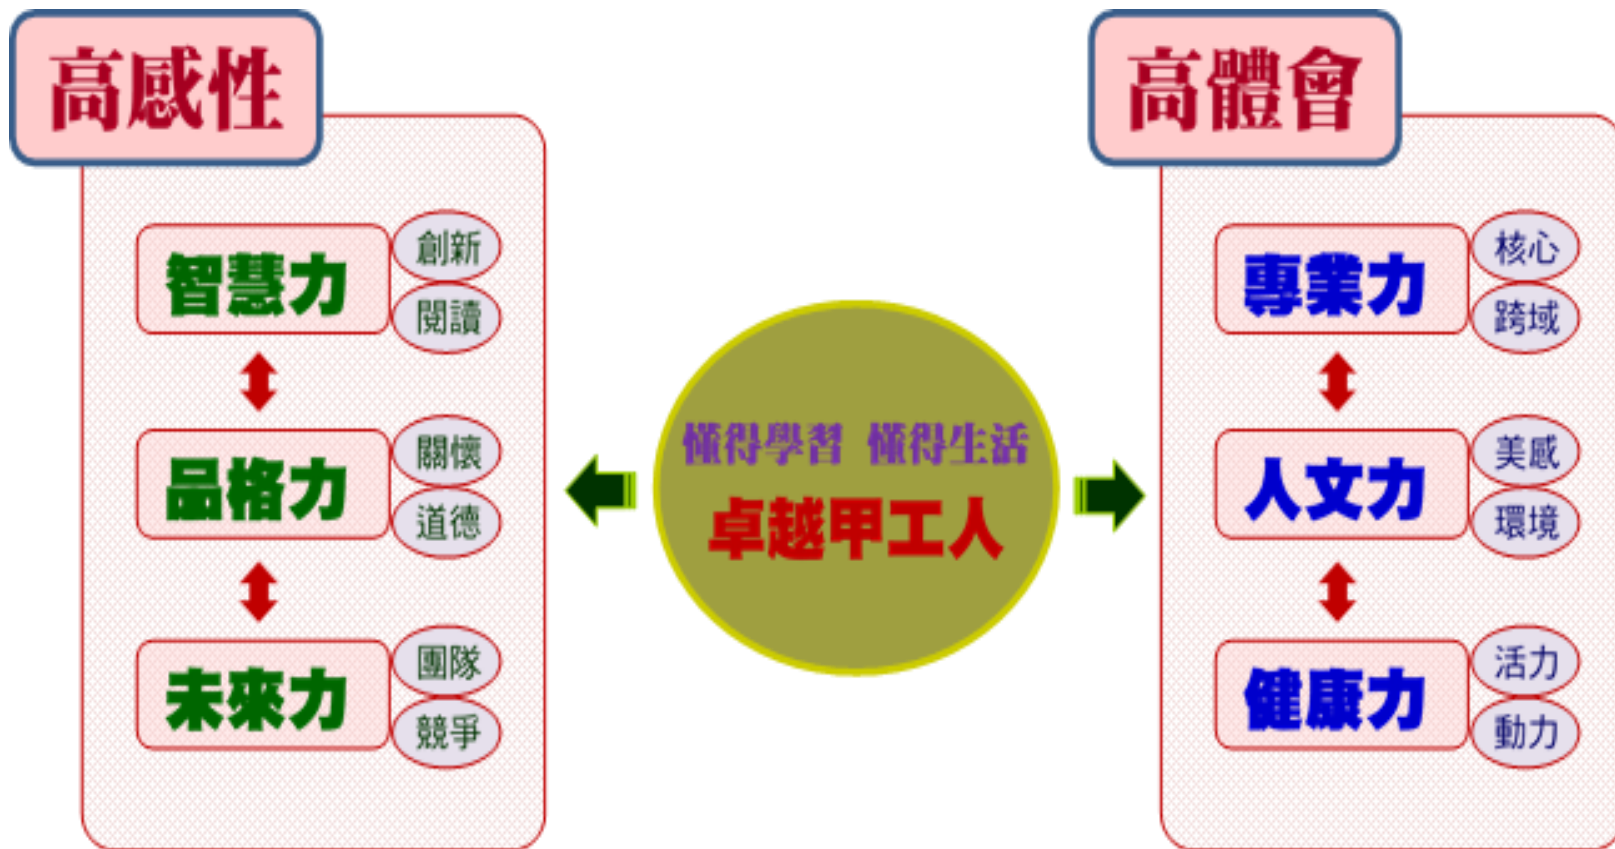 高感性
智慧力
創新
閱讀
品格力
關懷
道德
未來力
團隊
競爭
懂得學習 懂得生活
卓越甲工人
高體會
專業力
核心
跨域
人文力
美感
環境
健康力
活力
動力